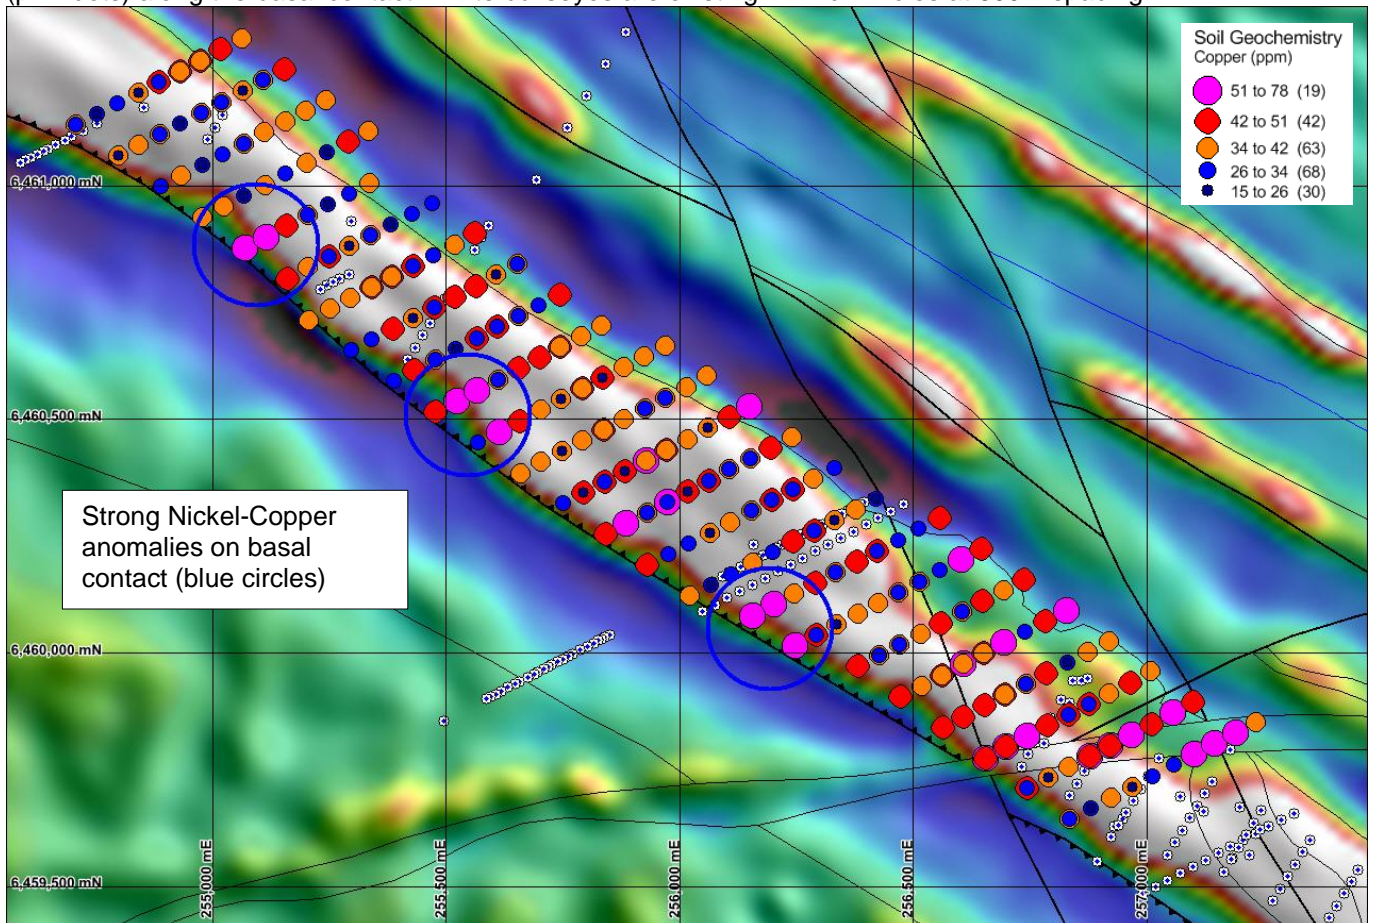 Soil Geochemistry
Copper (ppm)
51 to 78 (19)
42 to 51 (42)
34 to 42 (63)
26 to 34 (68)
15 to 26 (30)
6,461,000 mN
6,460,500 mN
Strong Nickel-Copper
anomalies on basal
contact (blue circles)
6,460,000 mN
6,459,500 mN
255,000 mE
255,500 mE
256,000 mE
256,500 mE
257,000 mE